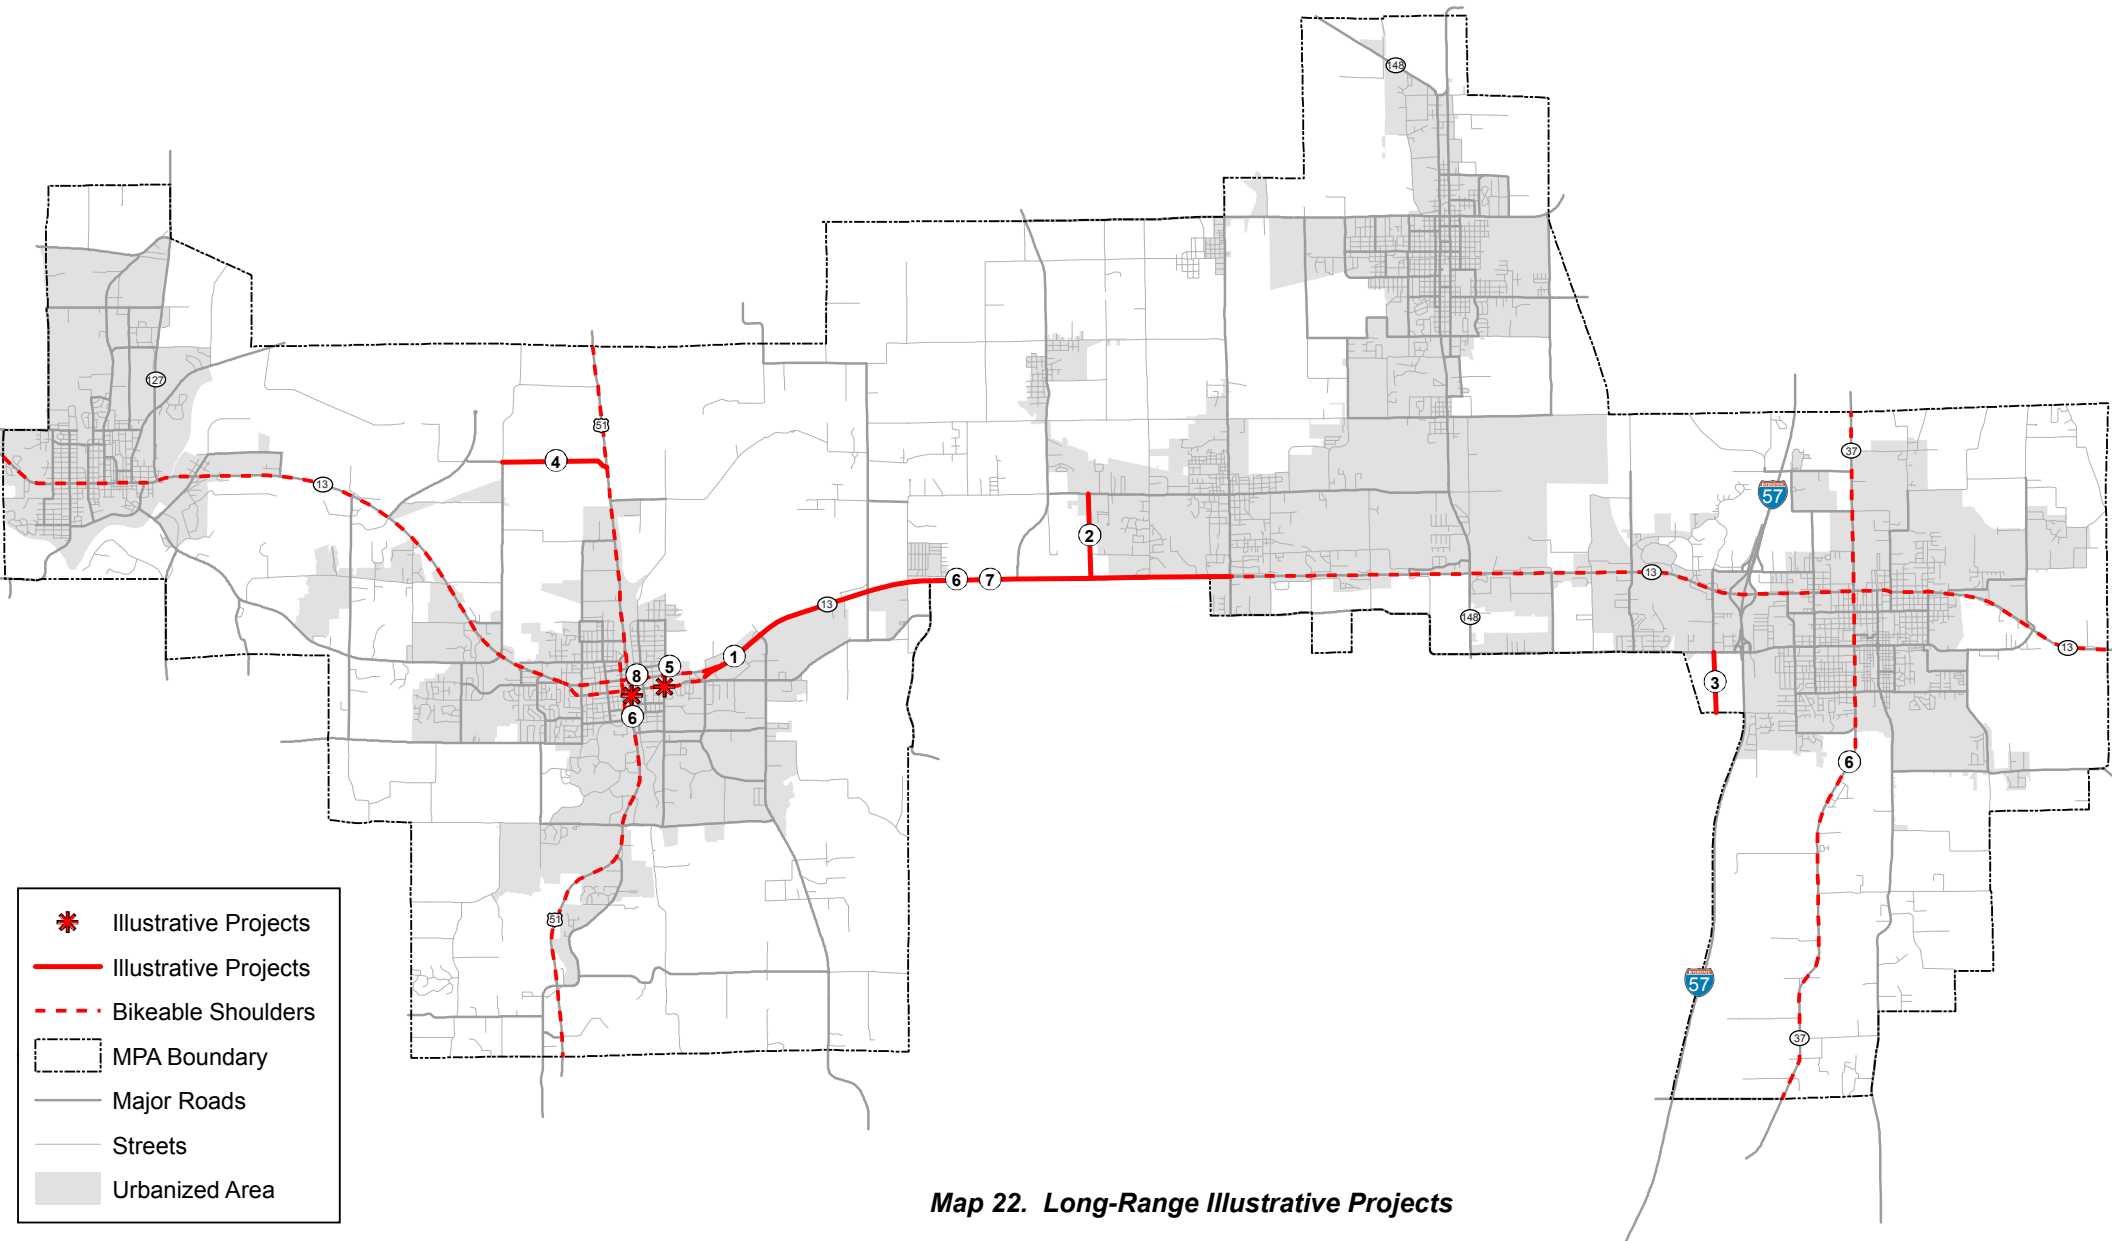 148
127
51
37
4
13
57
2
6
7
13
13
148
1
5
8
13
3
6
6
51
57
37
Illustrative Projects
Illustrative Projects
Bikeable Shoulders
MPA Boundary
Major Roads
Streets
Urbanized Area
Map 22. Long-Range Illustrative Projects